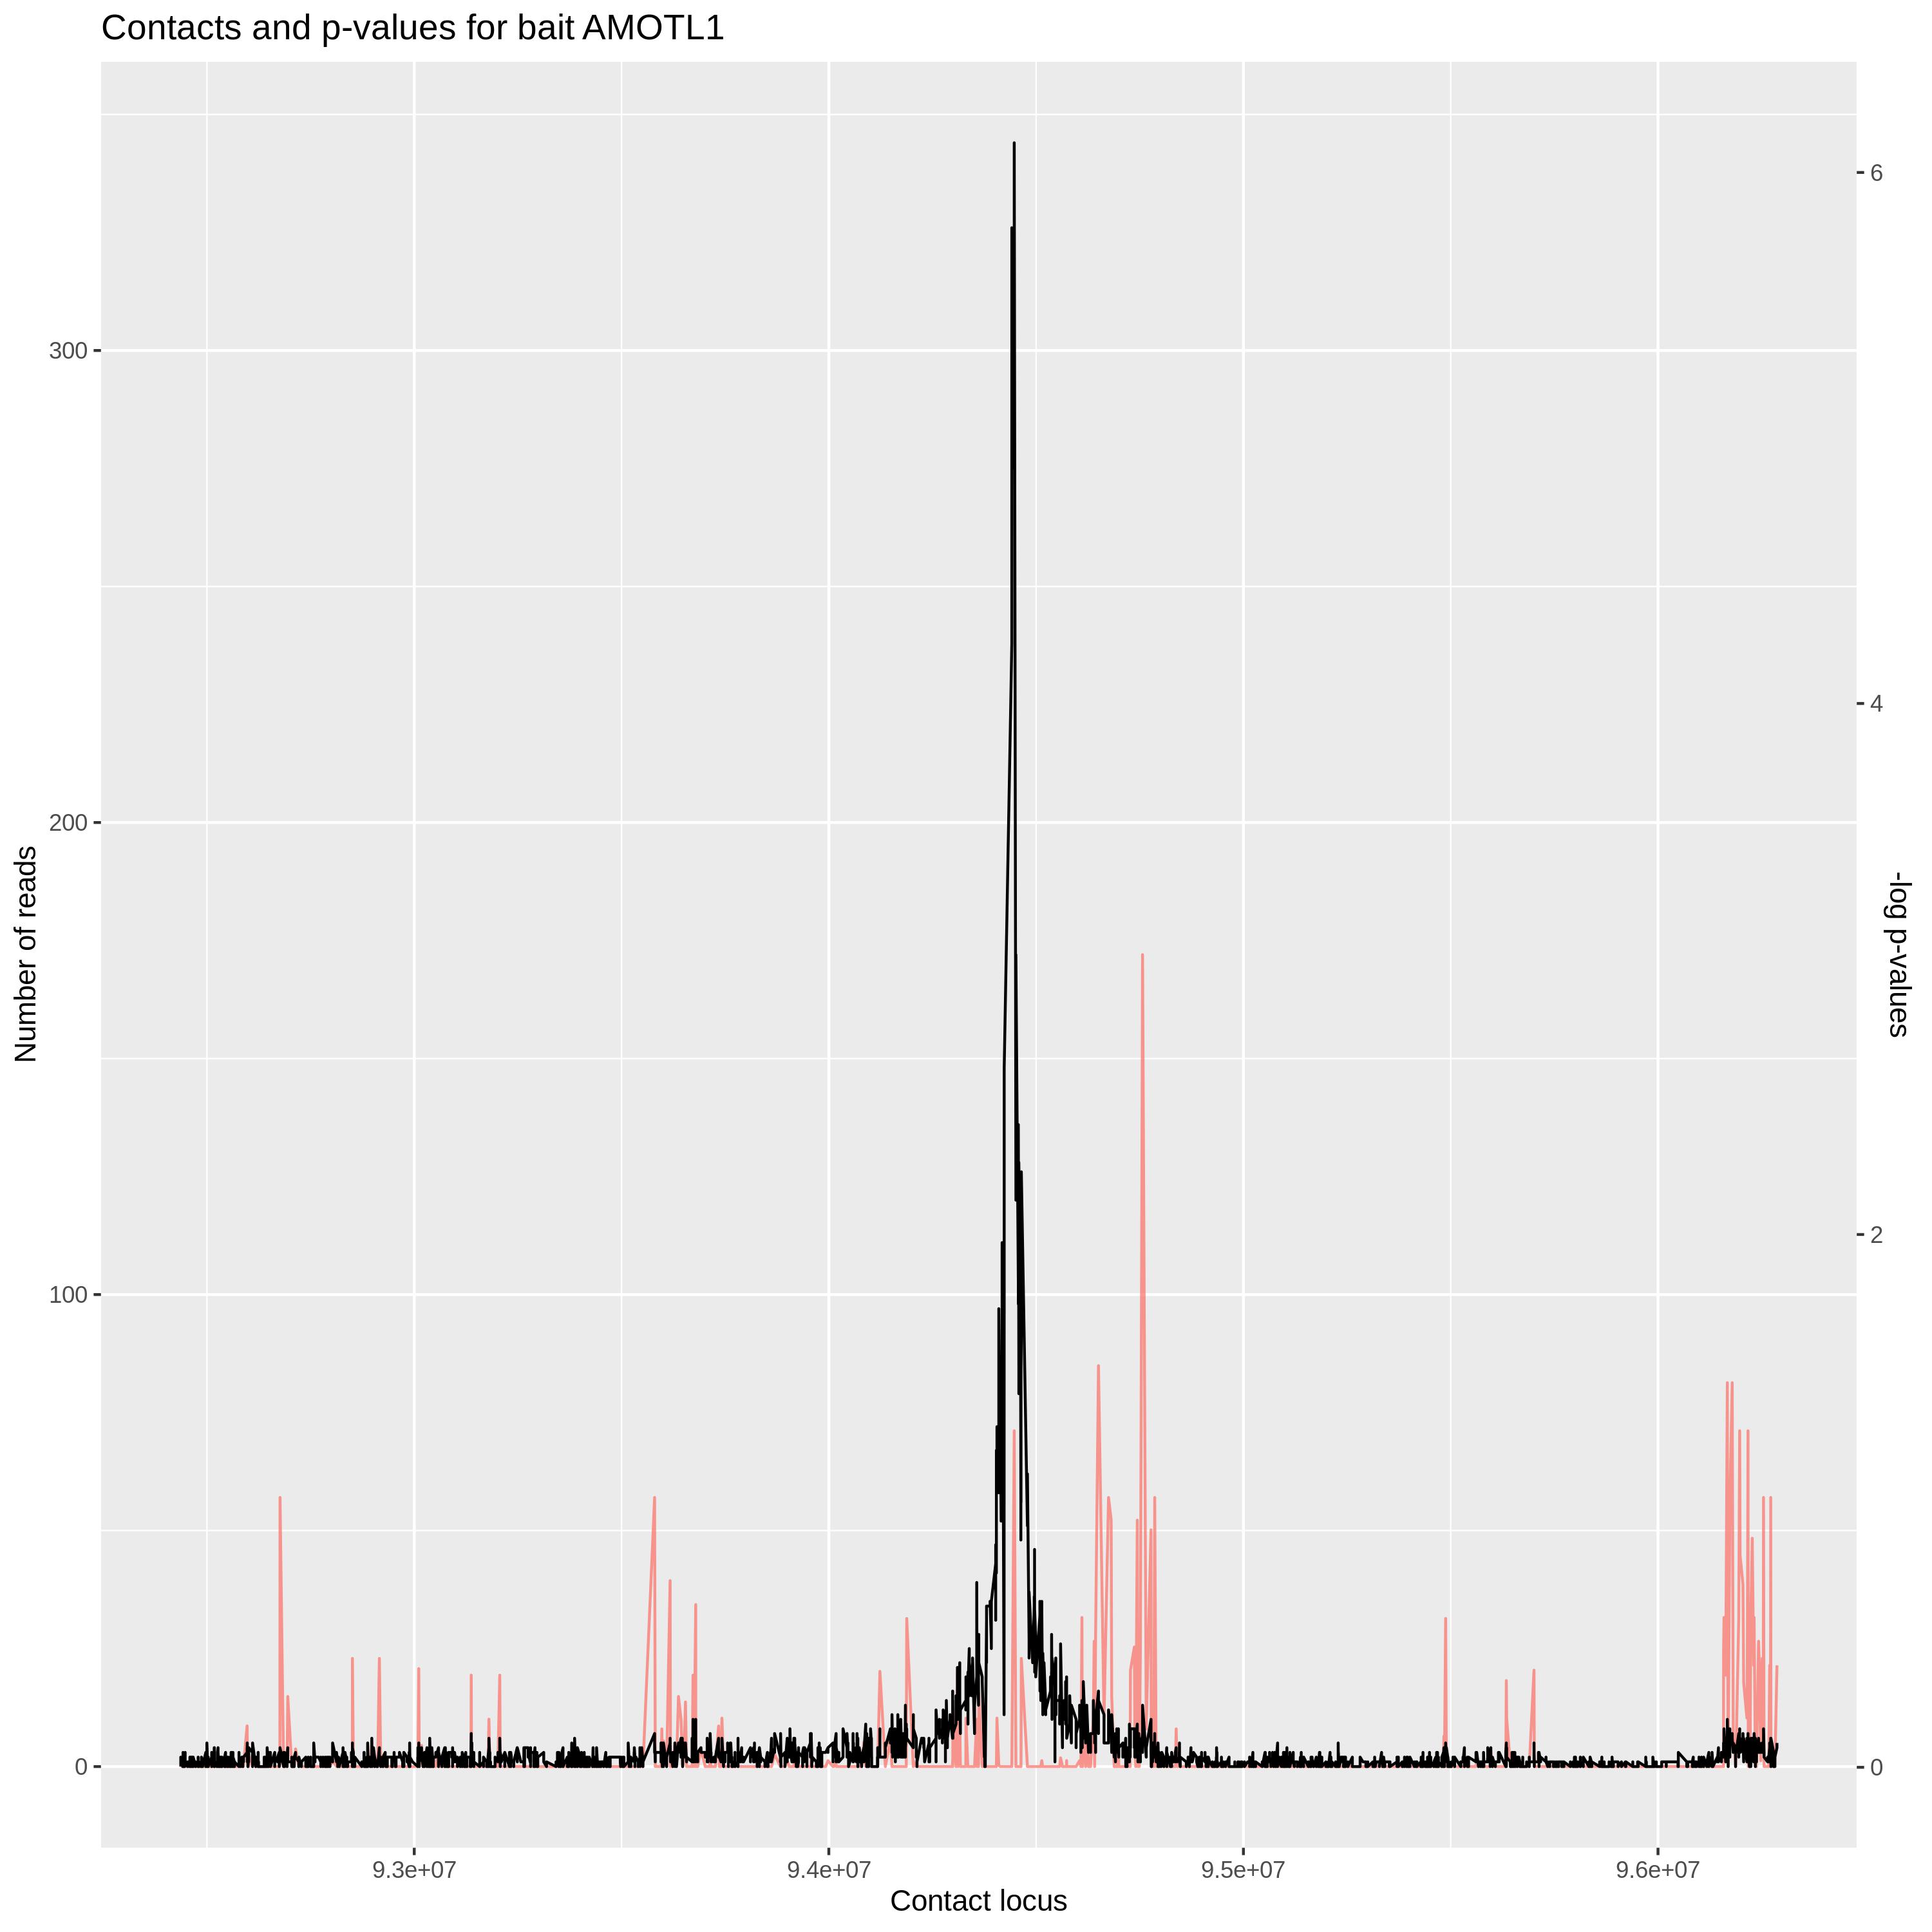 Contacts and p-values for bait AMOTL1
Number of reads
300
200
100
0
6
4
2
0
-log p-values
9.3e+07
9.4e+07
9.5e+07
9.6e+07
Contact locus